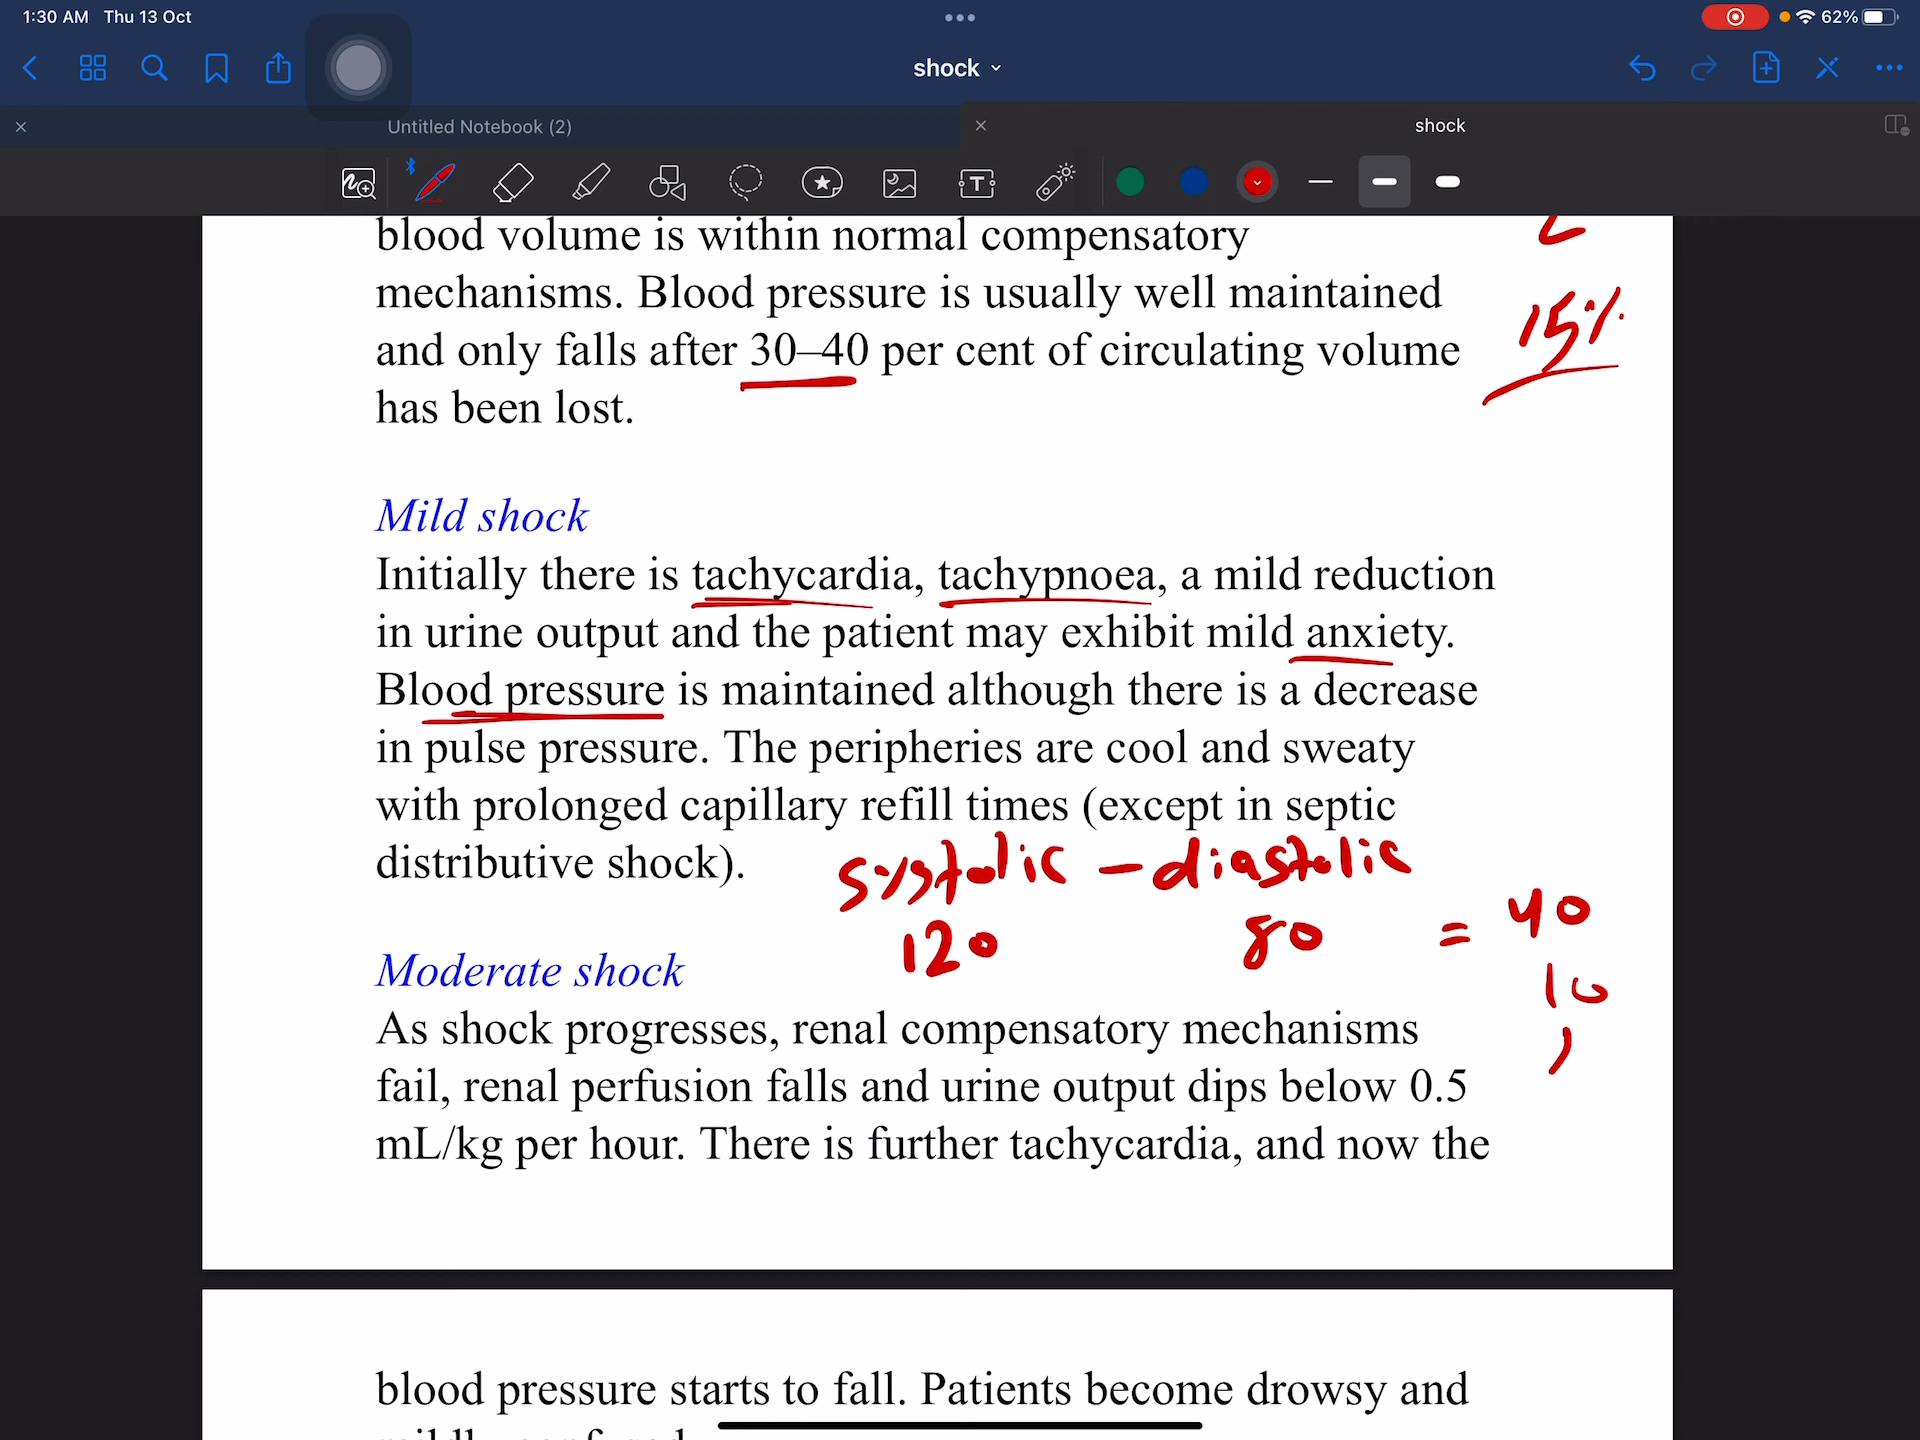 1:30 AM Thu 13 Oct
62%
shock
Untitled Notebook (2)
shock
T
blood volume is within normal compensatory
mechanisms. Blood pressure is usually well maintained
15%
and only falls after 30–40 per cent of circulating volume
has been lost.
Mild shock
Initially there is tachycardia, tachypnoea, a mild reduction
in urine output and the patient may exhibit mild anxiety.
Blood pressure is maintained although there is a decrease
in pulse pressure. The peripheries are cool and sweaty
with prolonged capillary refill times (except in septic
distributive shock).
systolic – diastolic
120 80 = 40
10
Moderate shock
As shock progresses, renal compensatory mechanisms
fail, renal perfusion falls and urine output dips below 0.5
mL/kg per hour. There is further tachycardia, and now the
blood pressure starts to fall. Patients become drowsy and